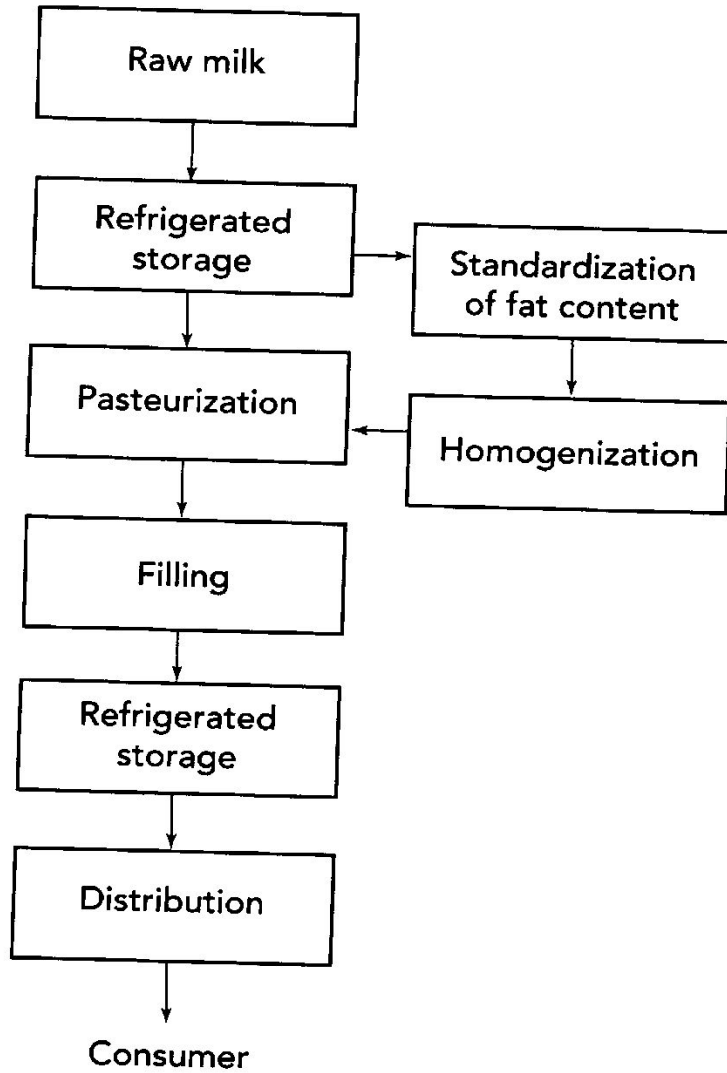 Raw milk
Refrigerated
storage
Standardization
of fat content
Pasteurization
Homogenization
Filling
Refrigerated
storage
Distribution
Consumer